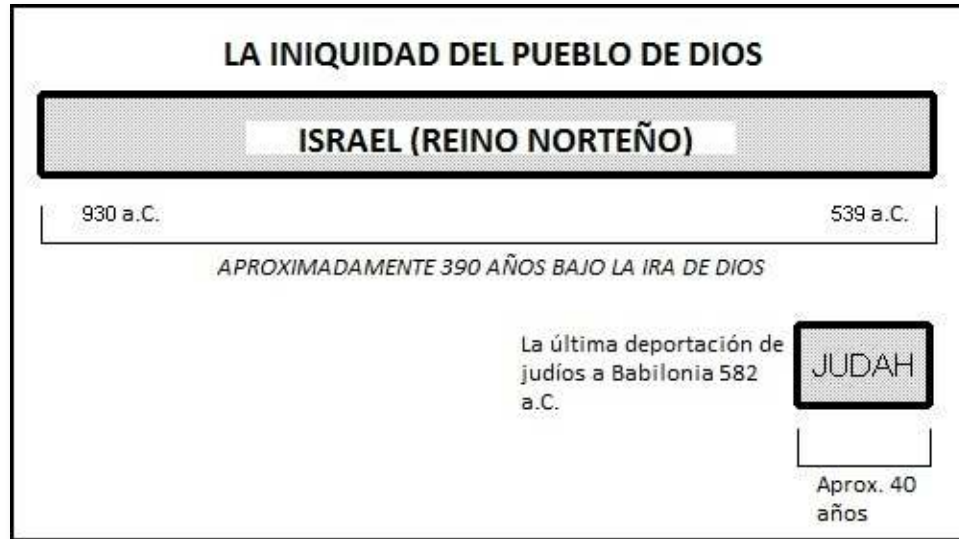 LA INIQUIDAD DEL PUEBLO DE DIOS
ISRAEL (REINO NORTEÑO)
930 a.C.
539 a.C.
APROXIMADAMENTE 390 AÑOS BAJO LA IRA DE DIOS
La última deportación de
judíos a Babilonia 582
a.C.
JUDAH
Aprox. 40
años